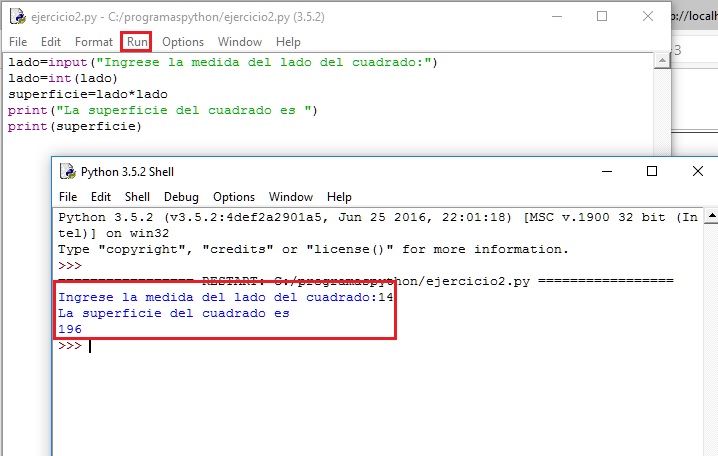 ejercicio2.py - C:/programaspython/ejercicio2.py (3.5.2)
File Edit Format Run Options Window Help
lado=input("Ingrese la medida del lado del cuadrado:")
lado=int(lado)
superficie=lado*lado
print("La superficie del cuadrado es ")
print(superficie)
://locall
3
Python 3.5.2 Shell
File Edit Shell Debug Options Window Help
Python 3.5.2 (v3.5.2:4def2a2901a5, Jun 25 2016, 22:01:18) [MSC v.1900 32 bit (In
tel)] on win32
Type "copyright", "credits" or "license()" for more information.
>>>
================== RESTART: C:/programaspython/ejercicio2.py ==================
Ingrese la medida del lado del cuadrado:14
La superficie del cuadrado es
196
>>>